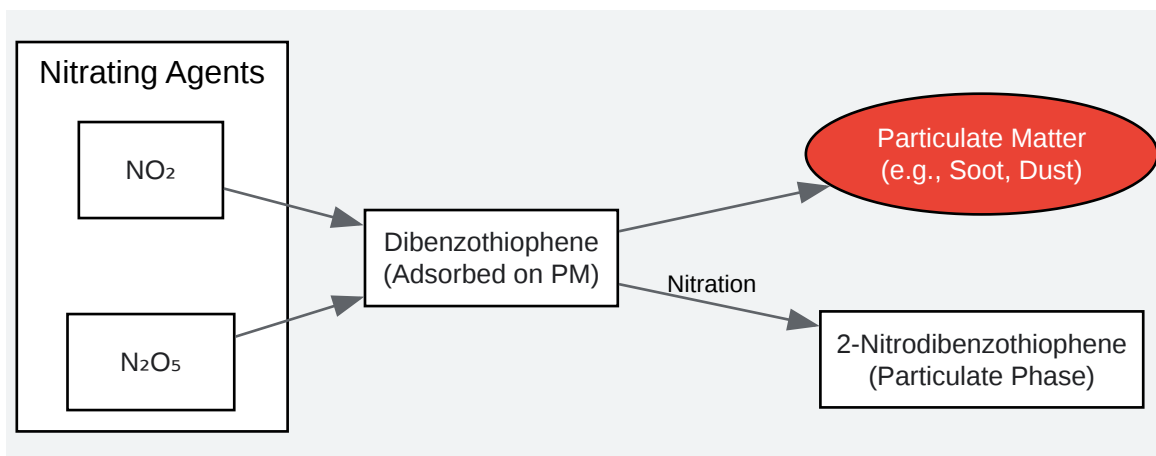 Nitrating Agents
NO₂
N₂O₅
Dibenzothiophene
(Adsorbed on PM)
Nitration
Particulate Matter
(e.g., Soot, Dust)
2-Nitrodibenzothiophene
(Particulate Phase)